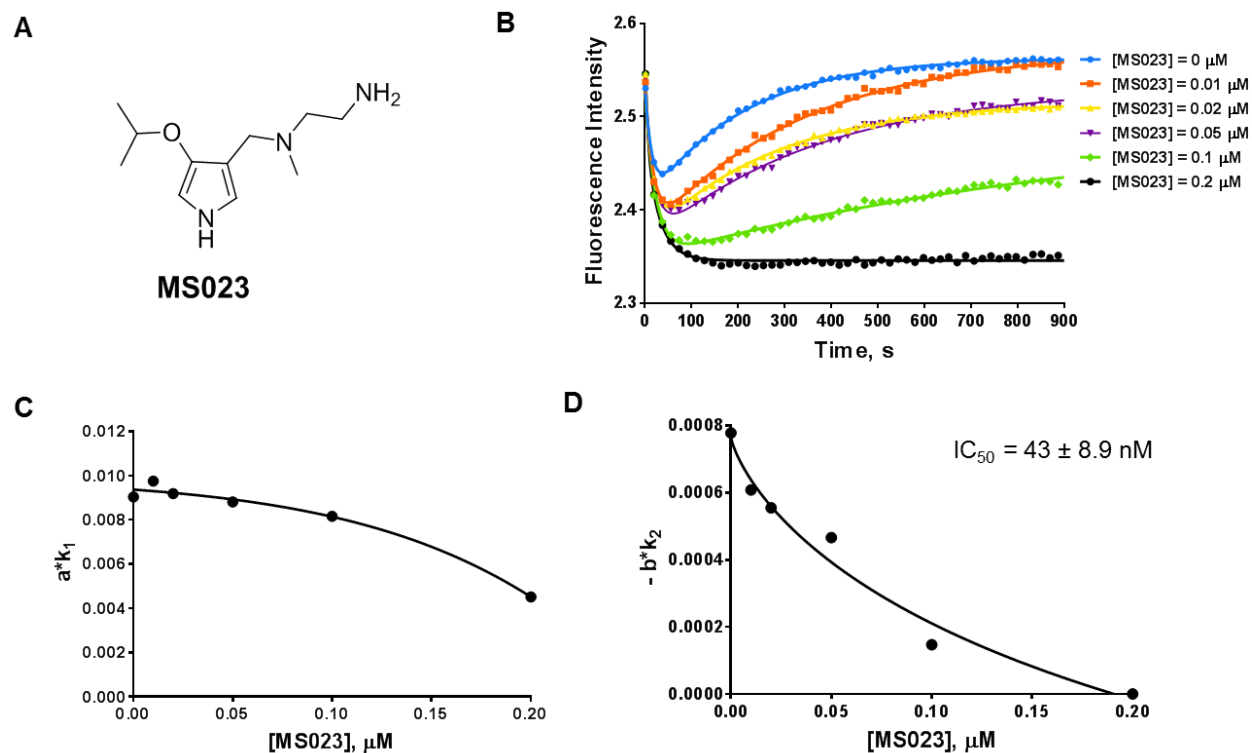 A
NH2
O
N
N
H
MS023
B
Fluorescence Intensity
2.6
2.5
2.4
2.3
0 100 200 300 400 500 600 700 800 900
Time, s
[MS023] = 0 μM
[MS023] = 0.01 μM
[MS023] = 0.02 μM
[MS023] = 0.05 μM
[MS023] = 0.1 μM
[MS023] = 0.2 μM
C
a*k1
0.012
0.010
0.008
0.006
0.004
0.002
0.000
0.00 0.05 0.10 0.15 0.20
[MS023], μM
D
- b*k2
0.0008
0.0006
0.0004
0.0002
0.0000
0.00 0.05 0.10 0.15 0.20
[MS023], μM
IC50 = 43 ± 8.9 nM